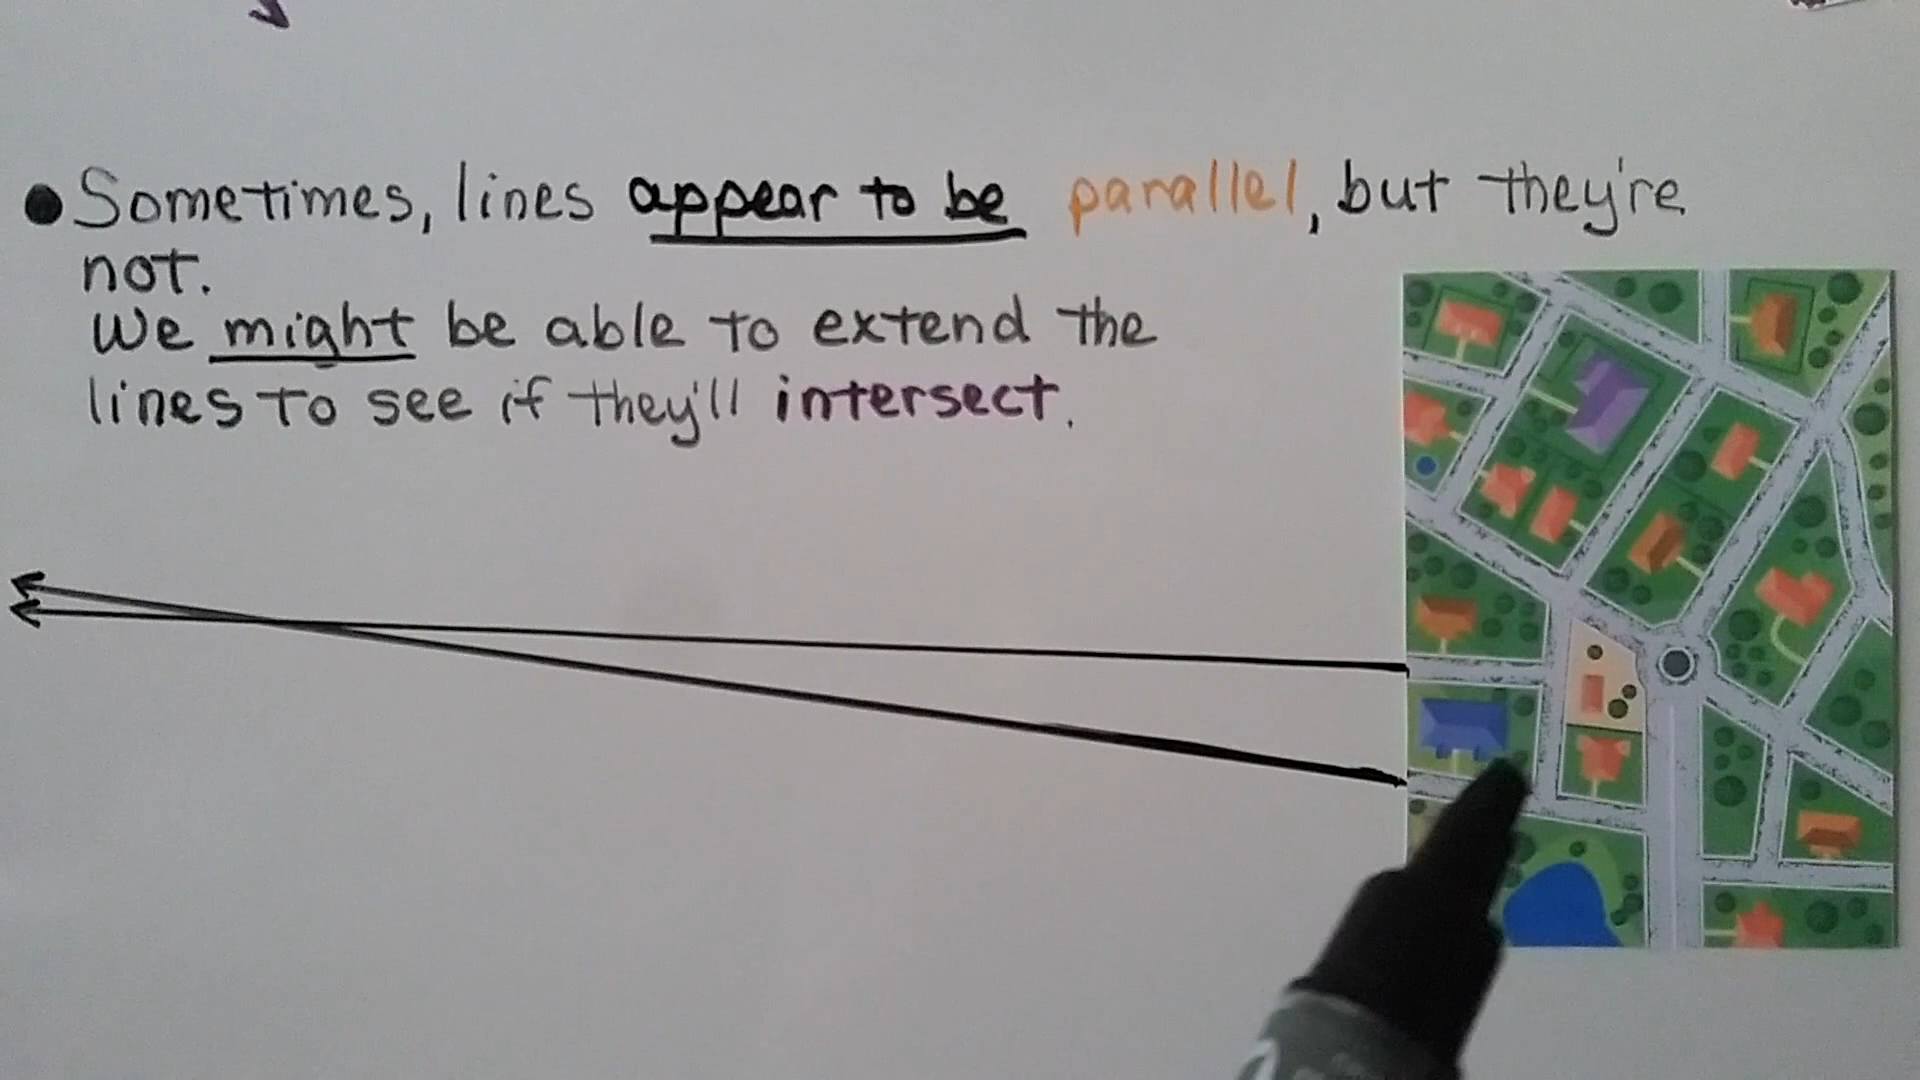 Sometimes, lines appear to be parallel, but they're
not.
We might be able to extend the
lines to see if they'll intersect.